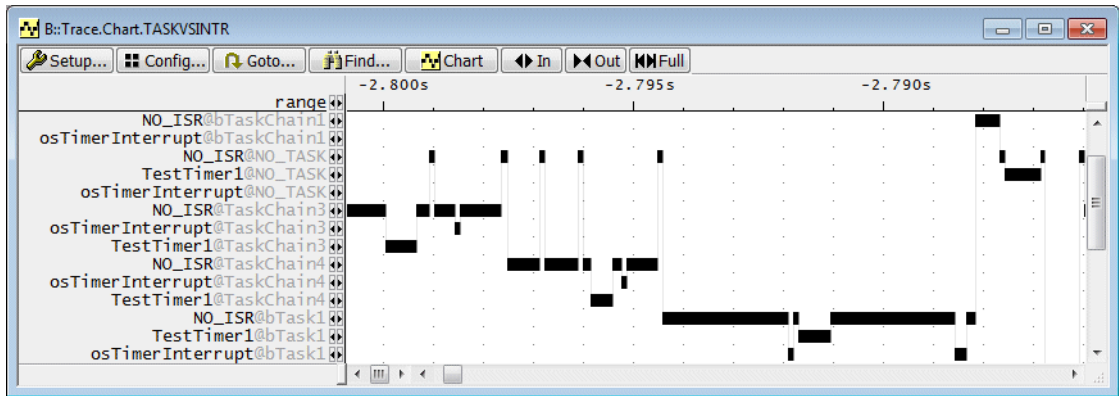 B::Trace.Chart.TASKVSINTR
Setup... Config... Goto... Find... Chart In Out Full
-2.800s -2.795s -2.790s
range
NO_ISR@bTaskChain1
osTimerInterrupt@bTaskChain1
NO_ISR@NO_TASK
TestTimer1@NO_TASK
osTimerInterrupt@NO_TASK
NO_ISR@TaskChain3
osTimerInterrupt@TaskChain3
TestTimer1@TaskChain3
NO_ISR@TaskChain4
osTimerInterrupt@TaskChain4
TestTimer1@TaskChain4
NO_ISR@bTask1
TestTimer1@bTask1
osTimerInterrupt@bTask1